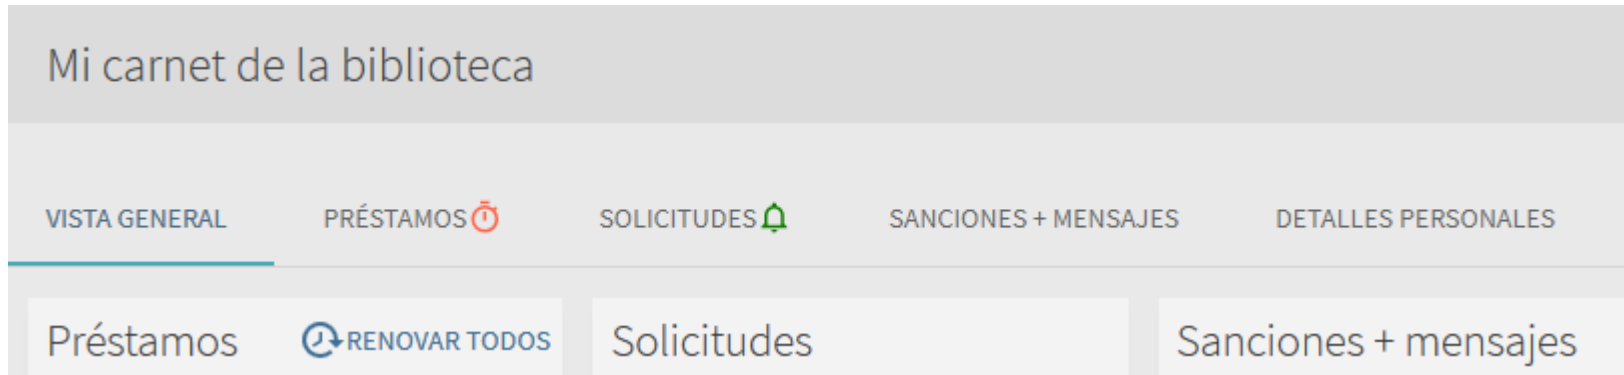 Mi carnet de la biblioteca
VISTA GENERAL PRÉSTAMOS SOLICITUDES SANCIONES + MENSAJES DETALLES PERSONALES
Préstamos RENOVAR TODOS Solicitudes Sanciones + mensajes